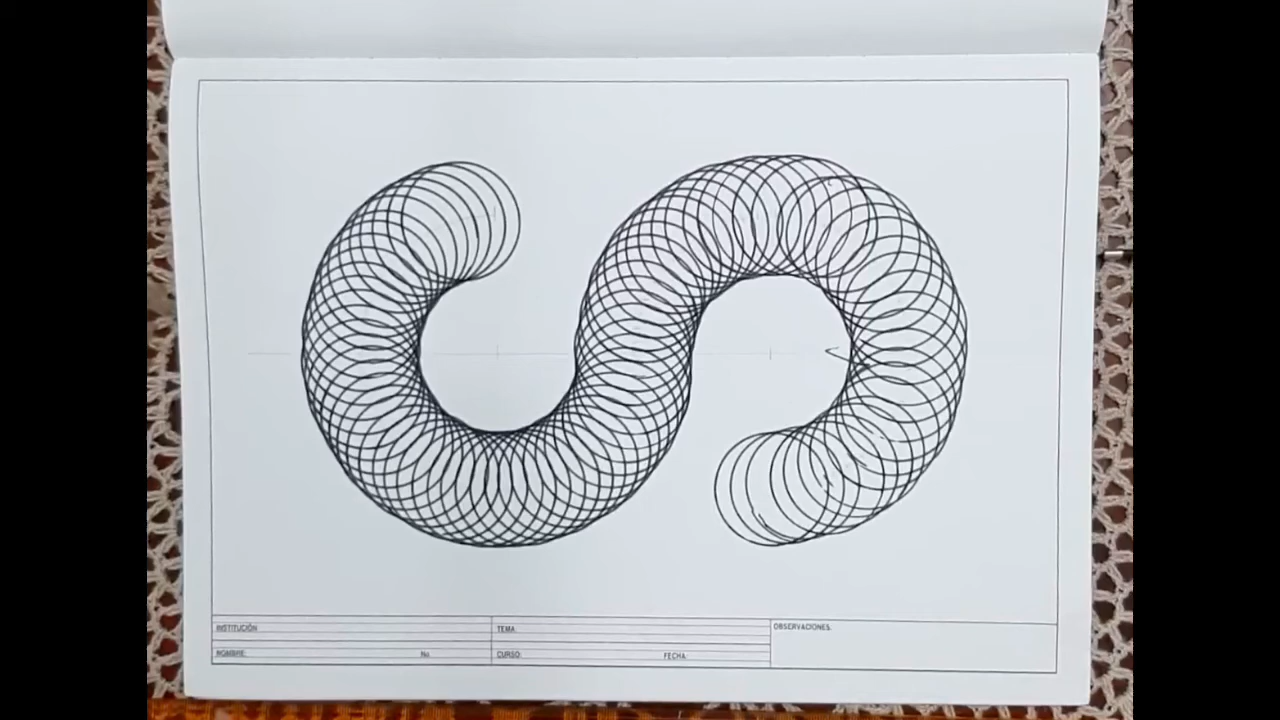 INSTITUCIÓN
TEMA:
OBSERVACIONES:
NOMBRE:
No.
CURSO:
FECHA: